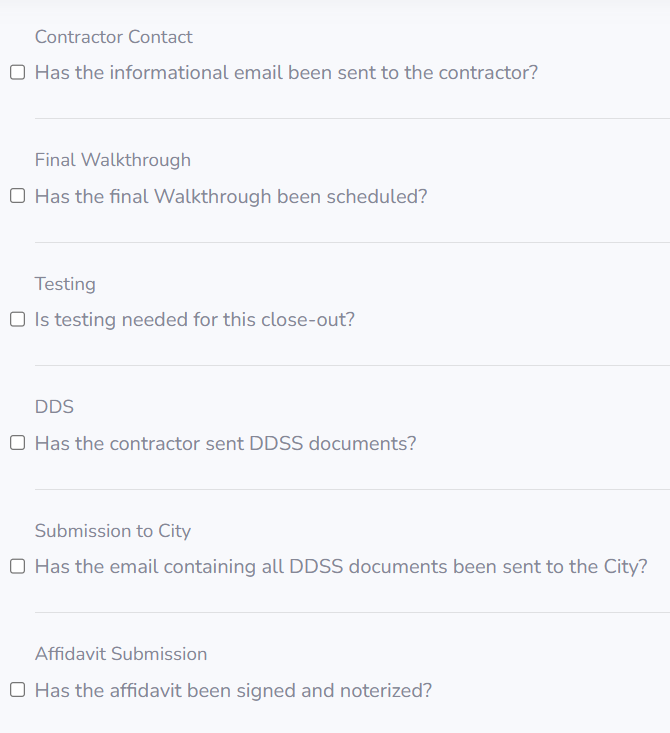 Contractor Contact
Has the informational email been sent to the contractor?
Final Walkthrough
Has the final Walkthrough been scheduled?
Testing
Is testing needed for this close-out?
DDS
Has the contractor sent DDSS documents?
Submission to City
Has the email containing all DDSS documents been sent to the City?
Affidavit Submission
Has the affidavit been signed and noterized?